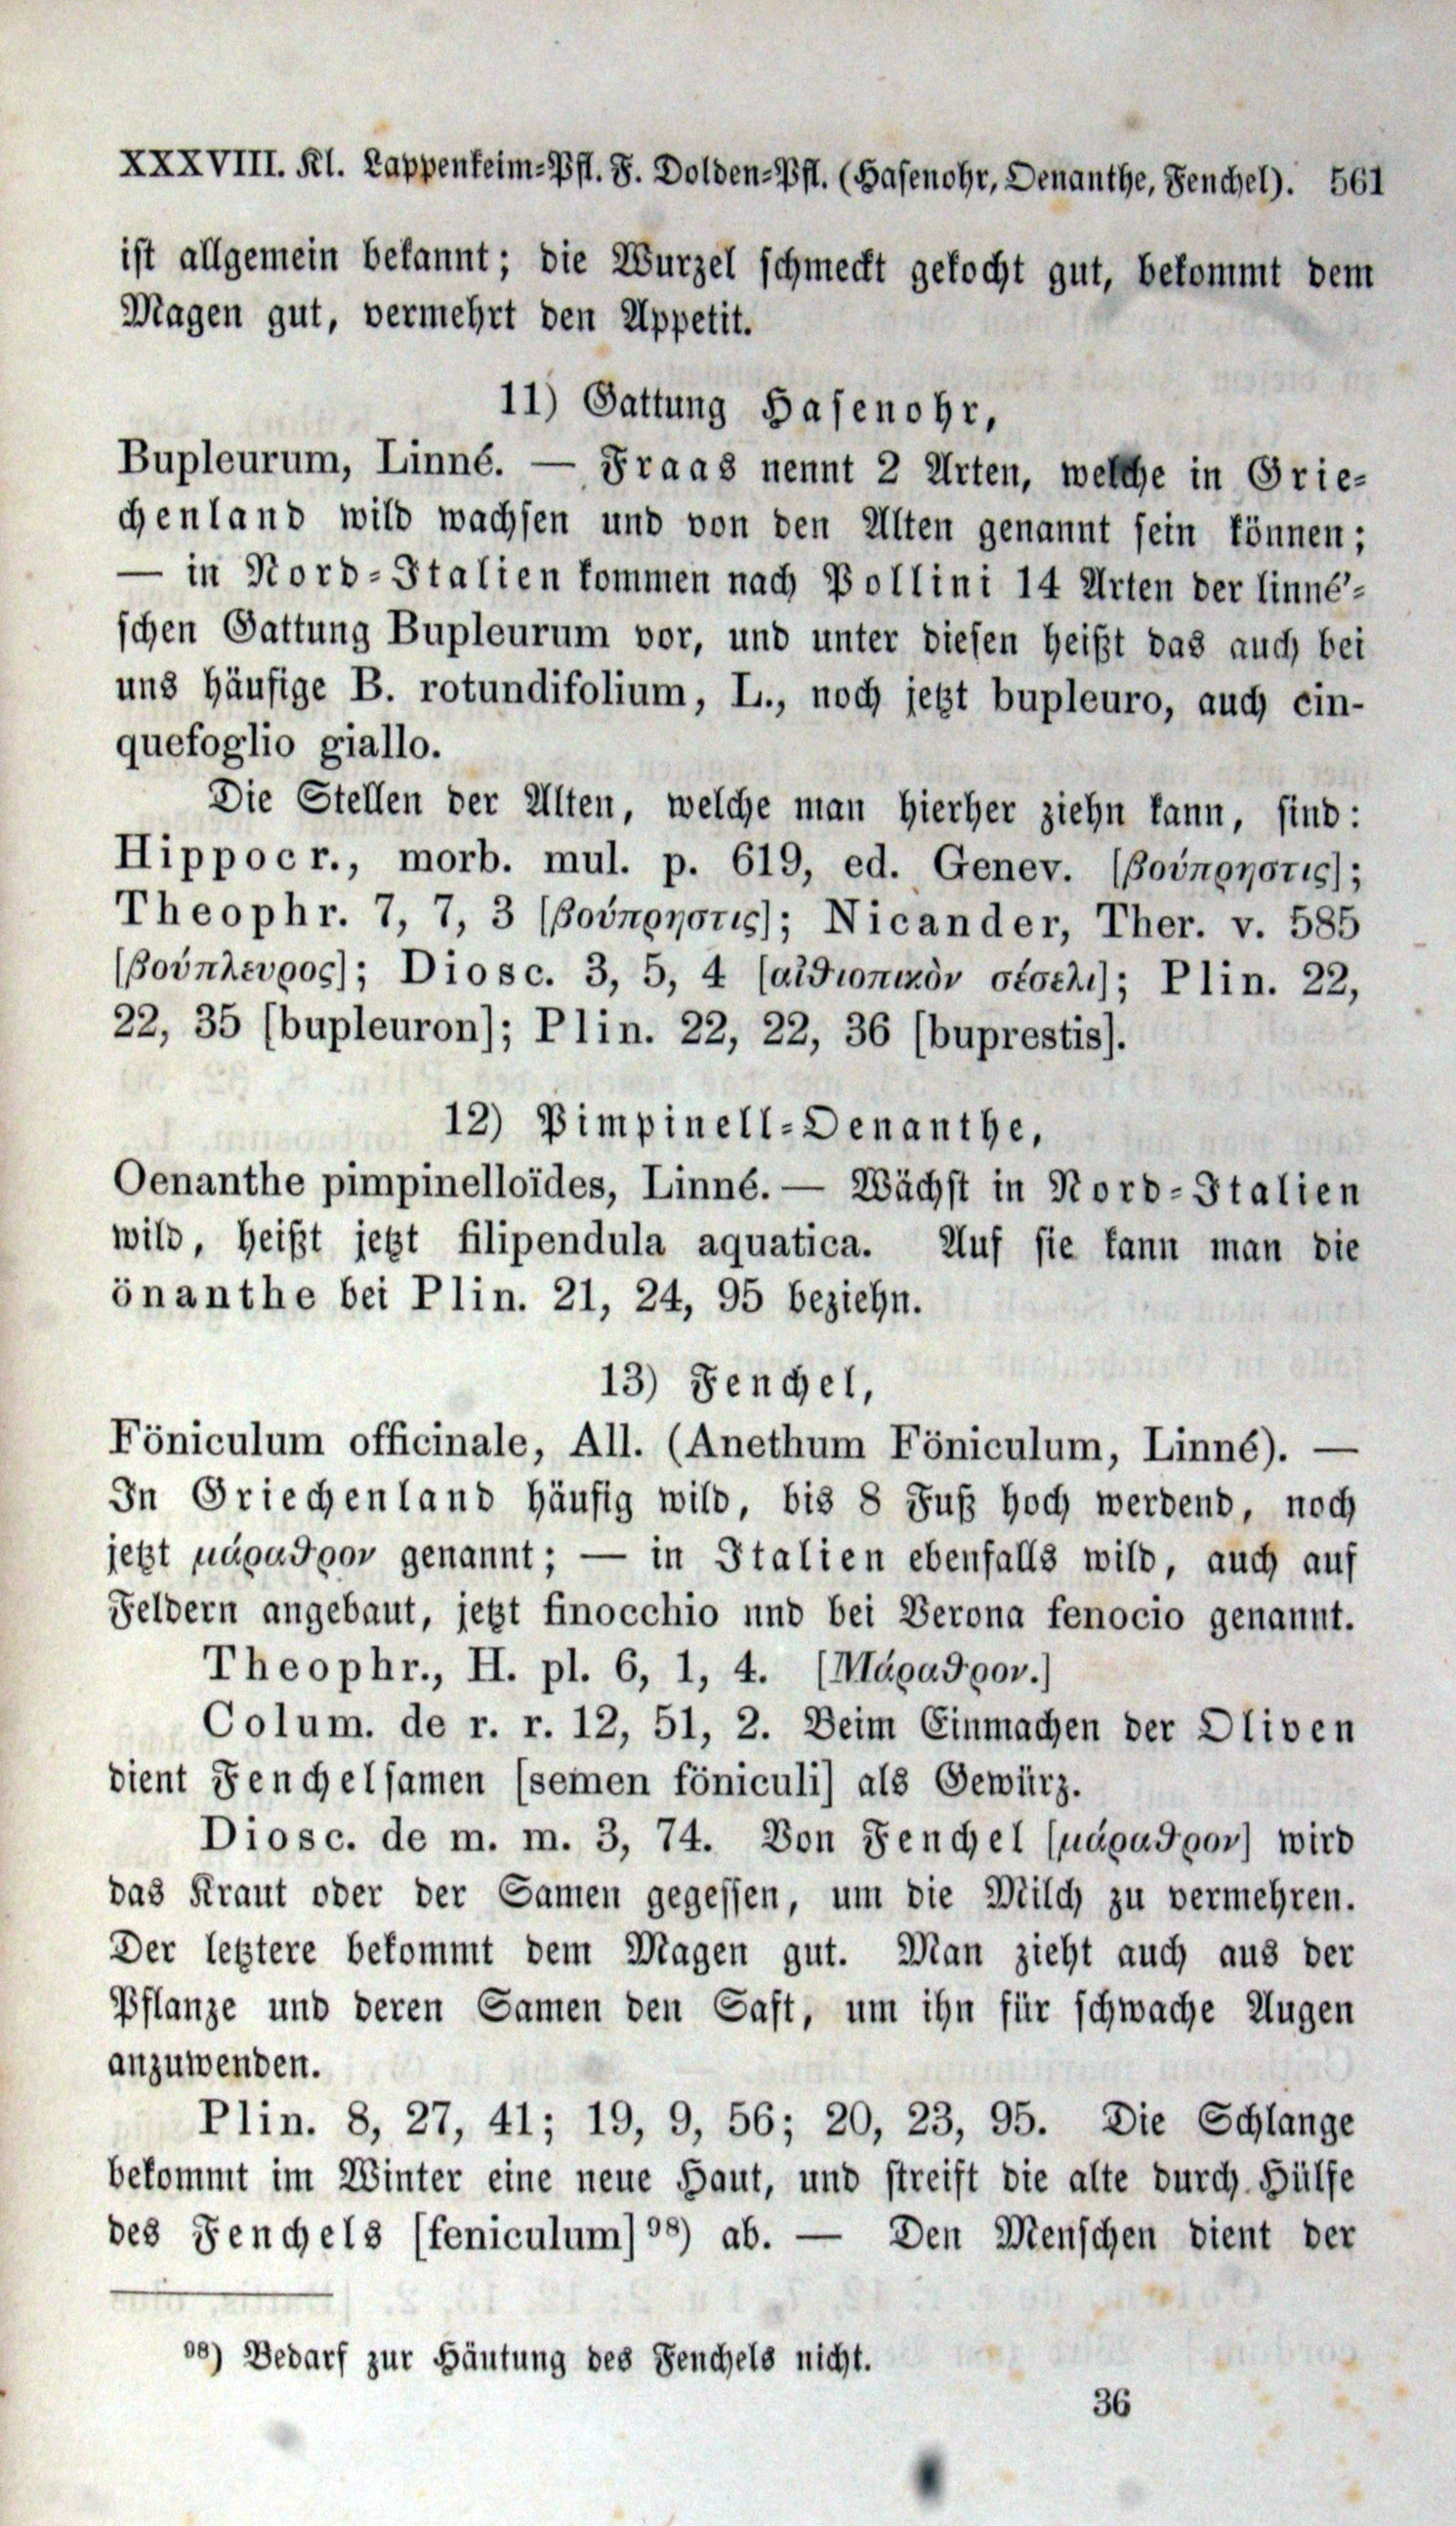 XXXVIII. Kl. Lappenkeim-Pfl. F. Dolden-Pfl. (Hasenohr, Oenanthe, Fenchel). 561
ist allgemein bekannt; die Wurzel schmeckt gekocht gut, bekommt dem
Magen gut, vermehrt den Appetit.
11) Gattung Hasenohr,
Bupleurum, Linné. — Fraas nennt 2 Arten, welche in Grie-
chenland wild wachsen und von den Alten genannt sein können;
— in Nord-Italien kommen nach Pollini 14 Arten der linné'-
schen Gattung Bupleurum vor, und unter diesen heißt das auch bei
uns häufige B. rotundifolium, L., noch jetzt bupleuro, auch cin-
quefoglio giallo.
Die Stellen der Alten, welche man hierher ziehn kann, sind:
Hippocr., morb. mul. p. 619, ed. Genev. [βούπρηστις];
Theophr. 7, 7, 3 [βούπρηστις]; Nicander, Ther. v. 585
[βούπλευρος]; Diosc. 3, 5, 4 [αἰθιοπικὸν σέσελι]; Plin. 22,
22, 35 [bupleuron]; Plin. 22, 22, 36 [buprestis].
12) Pimpinell-Oenanthe,
Oenanthe pimpinelloïdes, Linné. — Wächst in Nord-Italien
wild, heißt jetzt filipendula aquatica. Auf sie kann man die
önanthe bei Plin. 21, 24, 95 beziehn.
13) Fenchel,
Föniculum officinale, All. (Anethum Föniculum, Linné). —
In Griechenland häufig wild, bis 8 Fuß hoch werdend, noch
jetzt μάραθρον genannt; — in Italien ebenfalls wild, auch auf
Feldern angebaut, jetzt finocchio und bei Verona fenocio genannt.
Theophr., H. pl. 6, 1, 4. [Μάραθρον.]
Colum. de r. r. 12, 51, 2. Beim Einmachen der Oliven
dient Fenchelsamen [semen föniculi] als Gewürz.
Diosc. de m. m. 3, 74. Von Fenchel [μάραθρον] wird
das Kraut oder der Samen gegessen, um die Milch zu vermehren.
Der letztere bekommt dem Magen gut. Man zieht auch aus der
Pflanze und deren Samen den Saft, um ihn für schwache Augen
anzuwenden.
Plin. 8, 27, 41; 19, 9, 56; 20, 23, 95. Die Schlange
bekommt im Winter eine neue Haut, und streift die alte durch Hülfe
des Fenchels [feniculum] ⁹⁸) ab. — Den Menschen dient der
⁹⁸) Bedarf zur Häutung des Fenchels nicht.
36